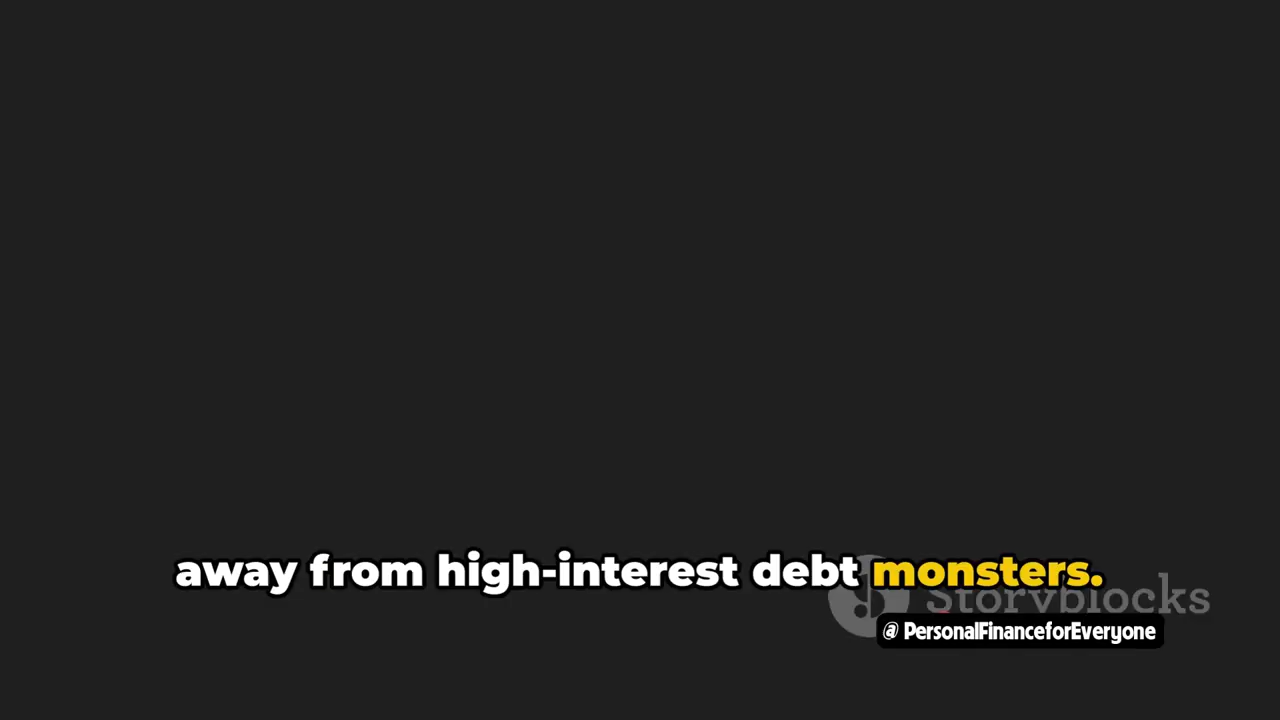 away from high-interest debt monsters.
Storyblocks
@ PersonalFinanceforEveryone